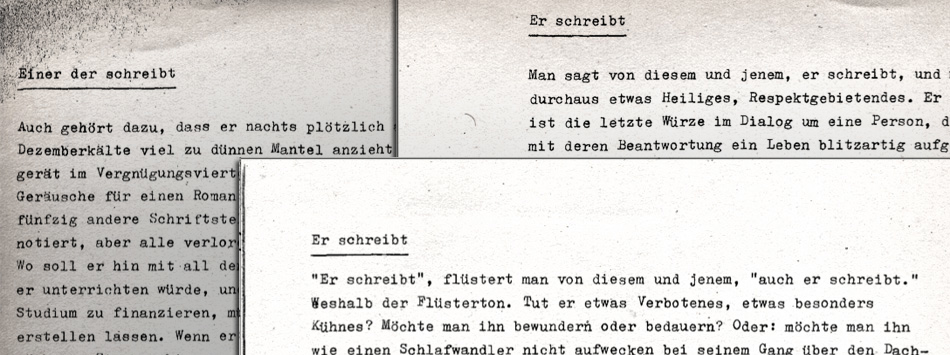 Einer der schreibt
Auch gehört dazu, dass er nachts plötzlich
Dezemberkälte viel zu dünnen Mantel anzieht
gerät im Vergnügungsviert
Geräusche für einen Roman
fünfzig andere Schriftste
notiert, aber alle verlor
Wo soll er hin mit all de
er unterrichten würde, un
Studium zu finanzieren, m
erstellen lassen. Wenn er
Er schreibt
Man sagt von diesem und jenem, er schreibt, und
durchaus etwas Heiliges, Respektgebietendes. Er
ist die letzte Würze im Dialog um eine Person, d
mit deren Beantwortung ein Leben blitzartig aufg
Er schreibt
"Er schreibt", flüstert man von diesem und jenem, "auch er schreibt."
Weshalb der Flüsterton. Tut er etwas Verbotenes, etwas besonders
Kühnes? Möchte man ihn bewundern oder bedauern? Oder: möchte man ihn
wie einen Schlafwandler nicht aufwecken bei seinem Gang über den Dach-